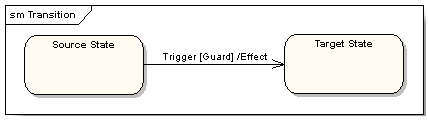 sm Transition
Source State
Trigger [Guard] /Effect
Target State